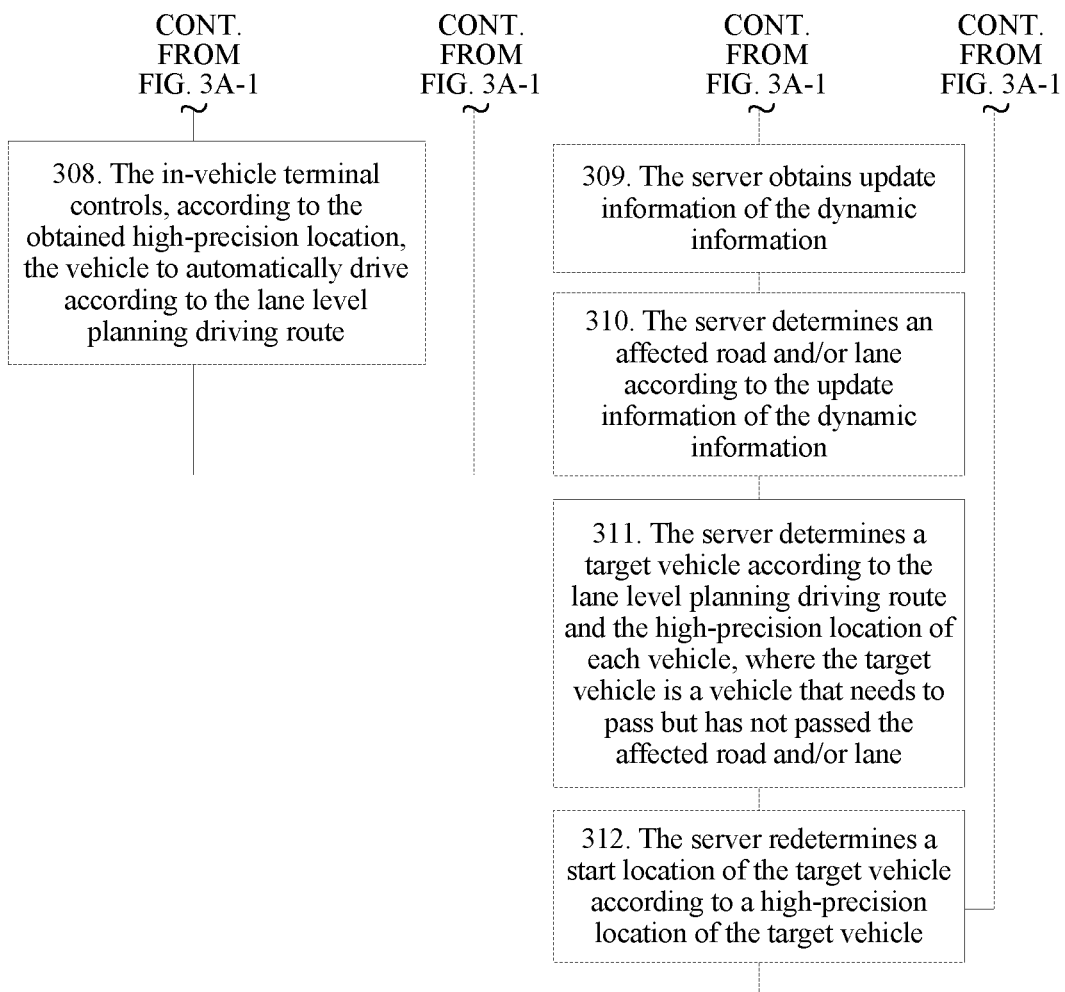 CONT.
FROM
FIG. 3A-1
CONT.
FROM
FIG. 3A-1
CONT.
FROM
FIG. 3A-1
CONT.
FROM
FIG. 3A-1
308. The in-vehicle terminal
controls, according to the
obtained high-precision location,
the vehicle to automatically drive
according to the lane level
planning driving route
309. The server obtains update
information of the dynamic
information
310. The server determines an
affected road and/or lane
according to the update
information of the dynamic
information
311. The server determines a
target vehicle according to the
lane level planning driving route
and the high-precision location of
each vehicle, where the target
vehicle is a vehicle that needs to
pass but has not passed the
affected road and/or lane
312. The server redetermines a
start location of the target vehicle
according to a high-precision
location of the target vehicle